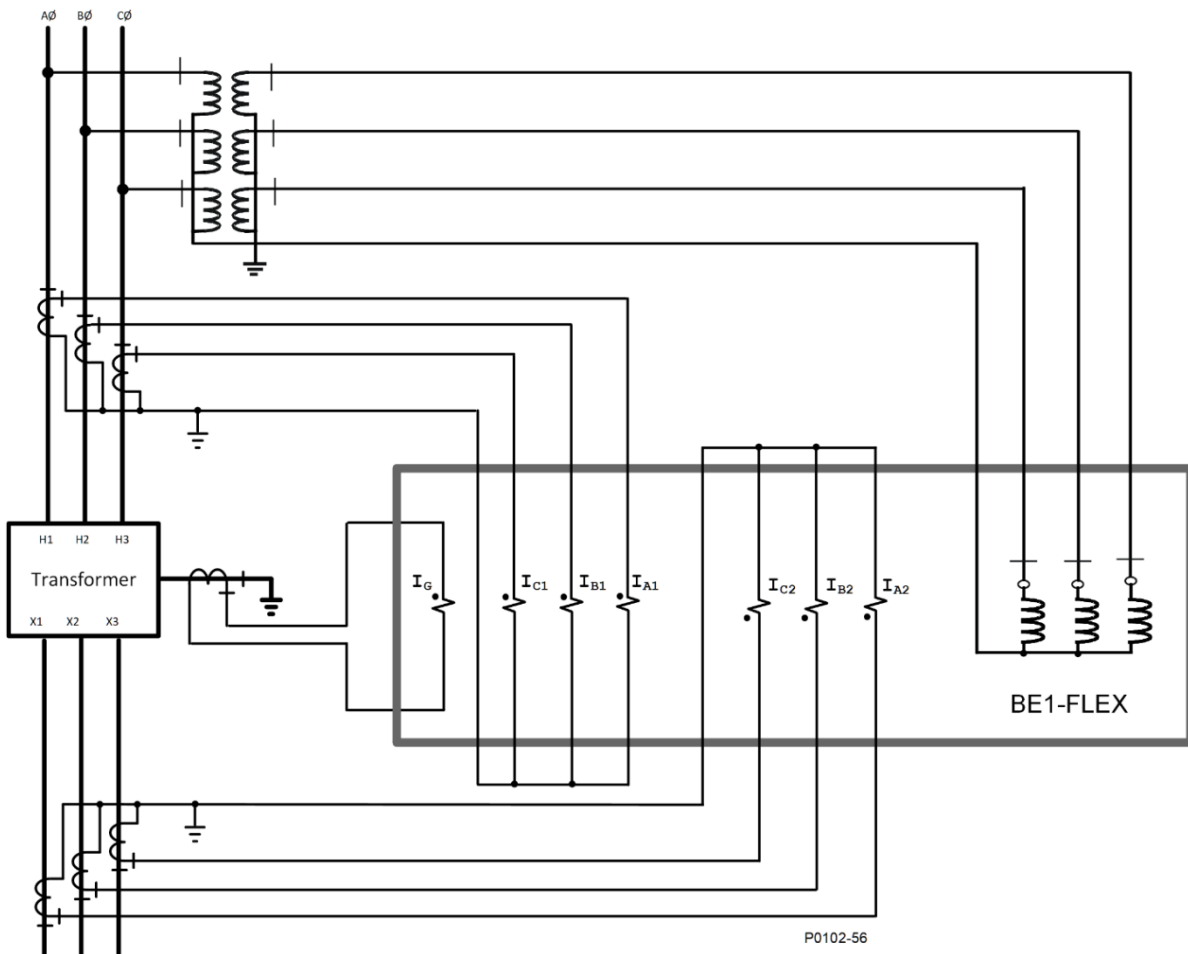 AØ BØ CØ
H1 H2 H3
Transformer
X1 X2 X3
IG IC1 IB1 IA1 IC2 IB2 IA2
BE1-FLEX
P0102-56